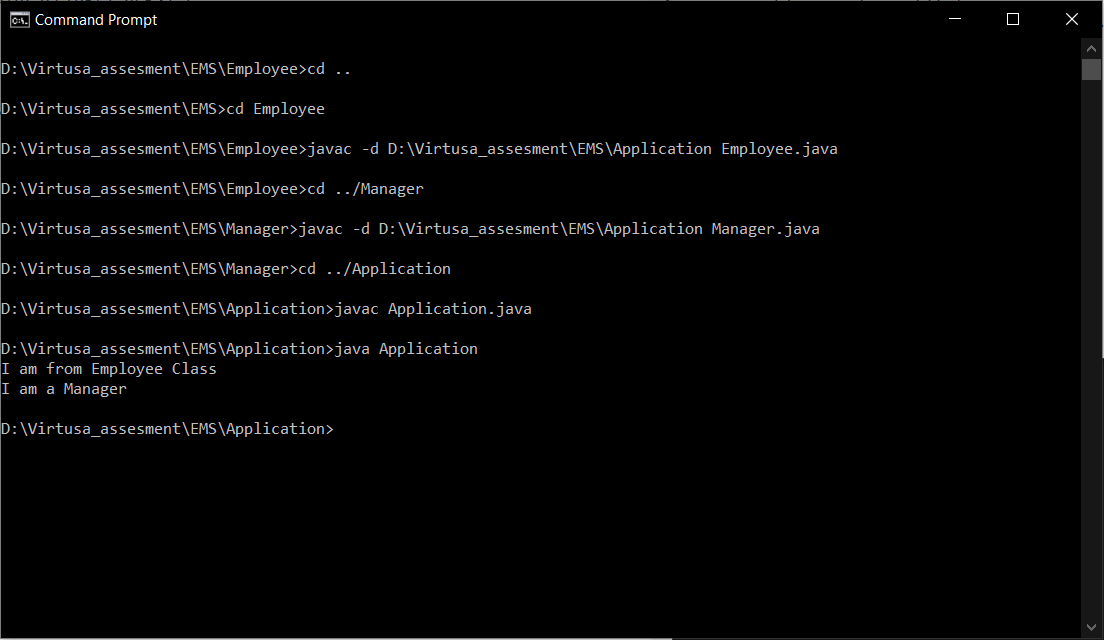 Command Prompt
D:\Virtusa_assesment\EMS\Employee>cd ..
D:\Virtusa_assesment\EMS>cd Employee
D:\Virtusa_assesment\EMS\Employee>javac -d D:\Virtusa_assesment\EMS\Application Employee.java
D:\Virtusa_assesment\EMS\Employee>cd ../Manager
D:\Virtusa_assesment\EMS\Manager>javac -d D:\Virtusa_assesment\EMS\Application Manager.java
D:\Virtusa_assesment\EMS\Manager>cd ../Application
D:\Virtusa_assesment\EMS\Application>javac Application.java
D:\Virtusa_assesment\EMS\Application>java Application
I am from Employee Class
I am a Manager
D:\Virtusa_assesment\EMS\Application>